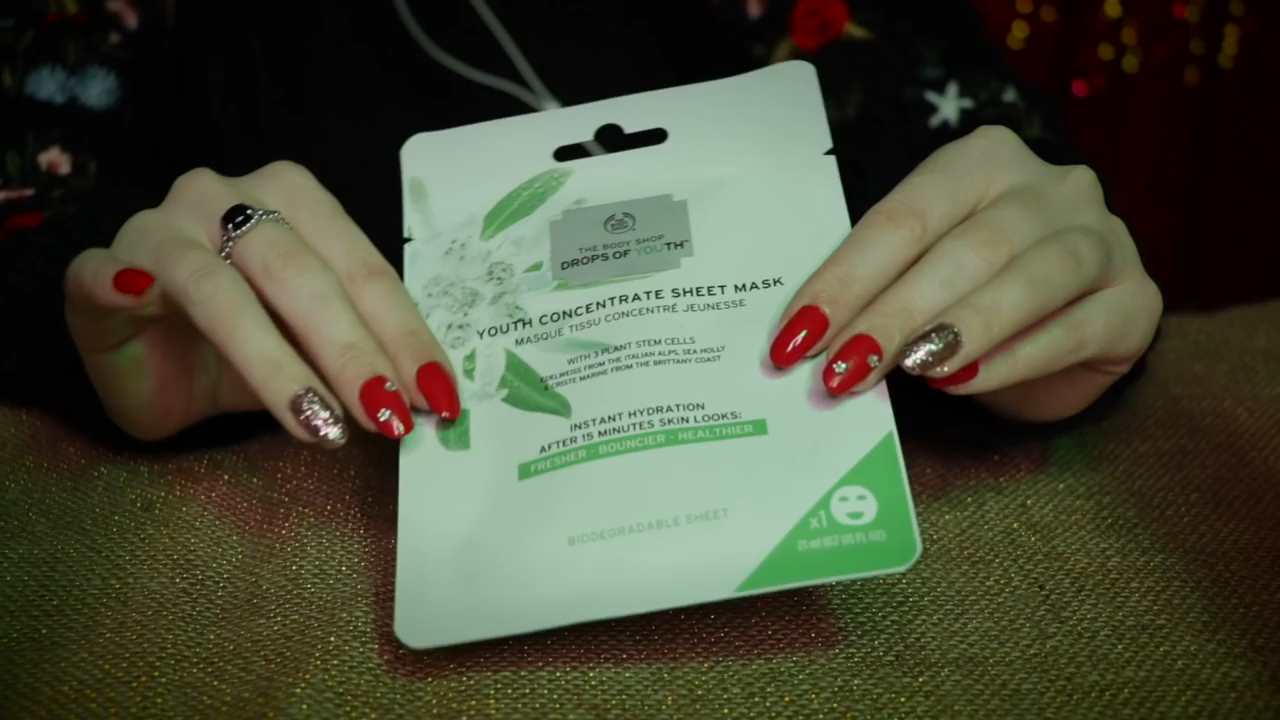 THE BODY SHOP
DROPS OF YOUTH™
YOUTH CONCENTRATE SHEET MASK
MASQUE TISSU CONCENTRÉ JEUNESSE
WITH 3 PLANT STEM CELLS
EDELWEISS FROM THE ITALIAN ALPS, SEA HOLLY
& CRISTE MARINE FROM THE BRITTANY COAST
INSTANT HYDRATION
AFTER 15 MINUTES SKIN LOOKS:
FRESHER - BOUNCIER - HEALTHIER
BIODEGRADABLE SHEET
x1